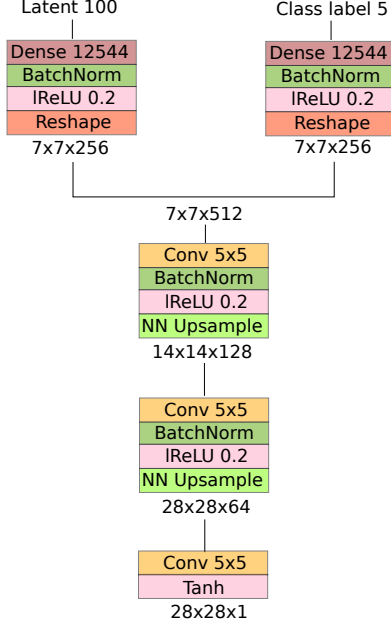 Latent 100
Dense 12544
BatchNorm
lReLU 0.2
Reshape
7x7x256
Class label 5
Dense 12544
BatchNorm
lReLU 0.2
Reshape
7x7x256
7x7x512
Conv 5x5
BatchNorm
lReLU 0.2
NN Upsample
14x14x128
Conv 5x5
BatchNorm
lReLU 0.2
NN Upsample
28x28x64
Conv 5x5
Tanh
28x28x1